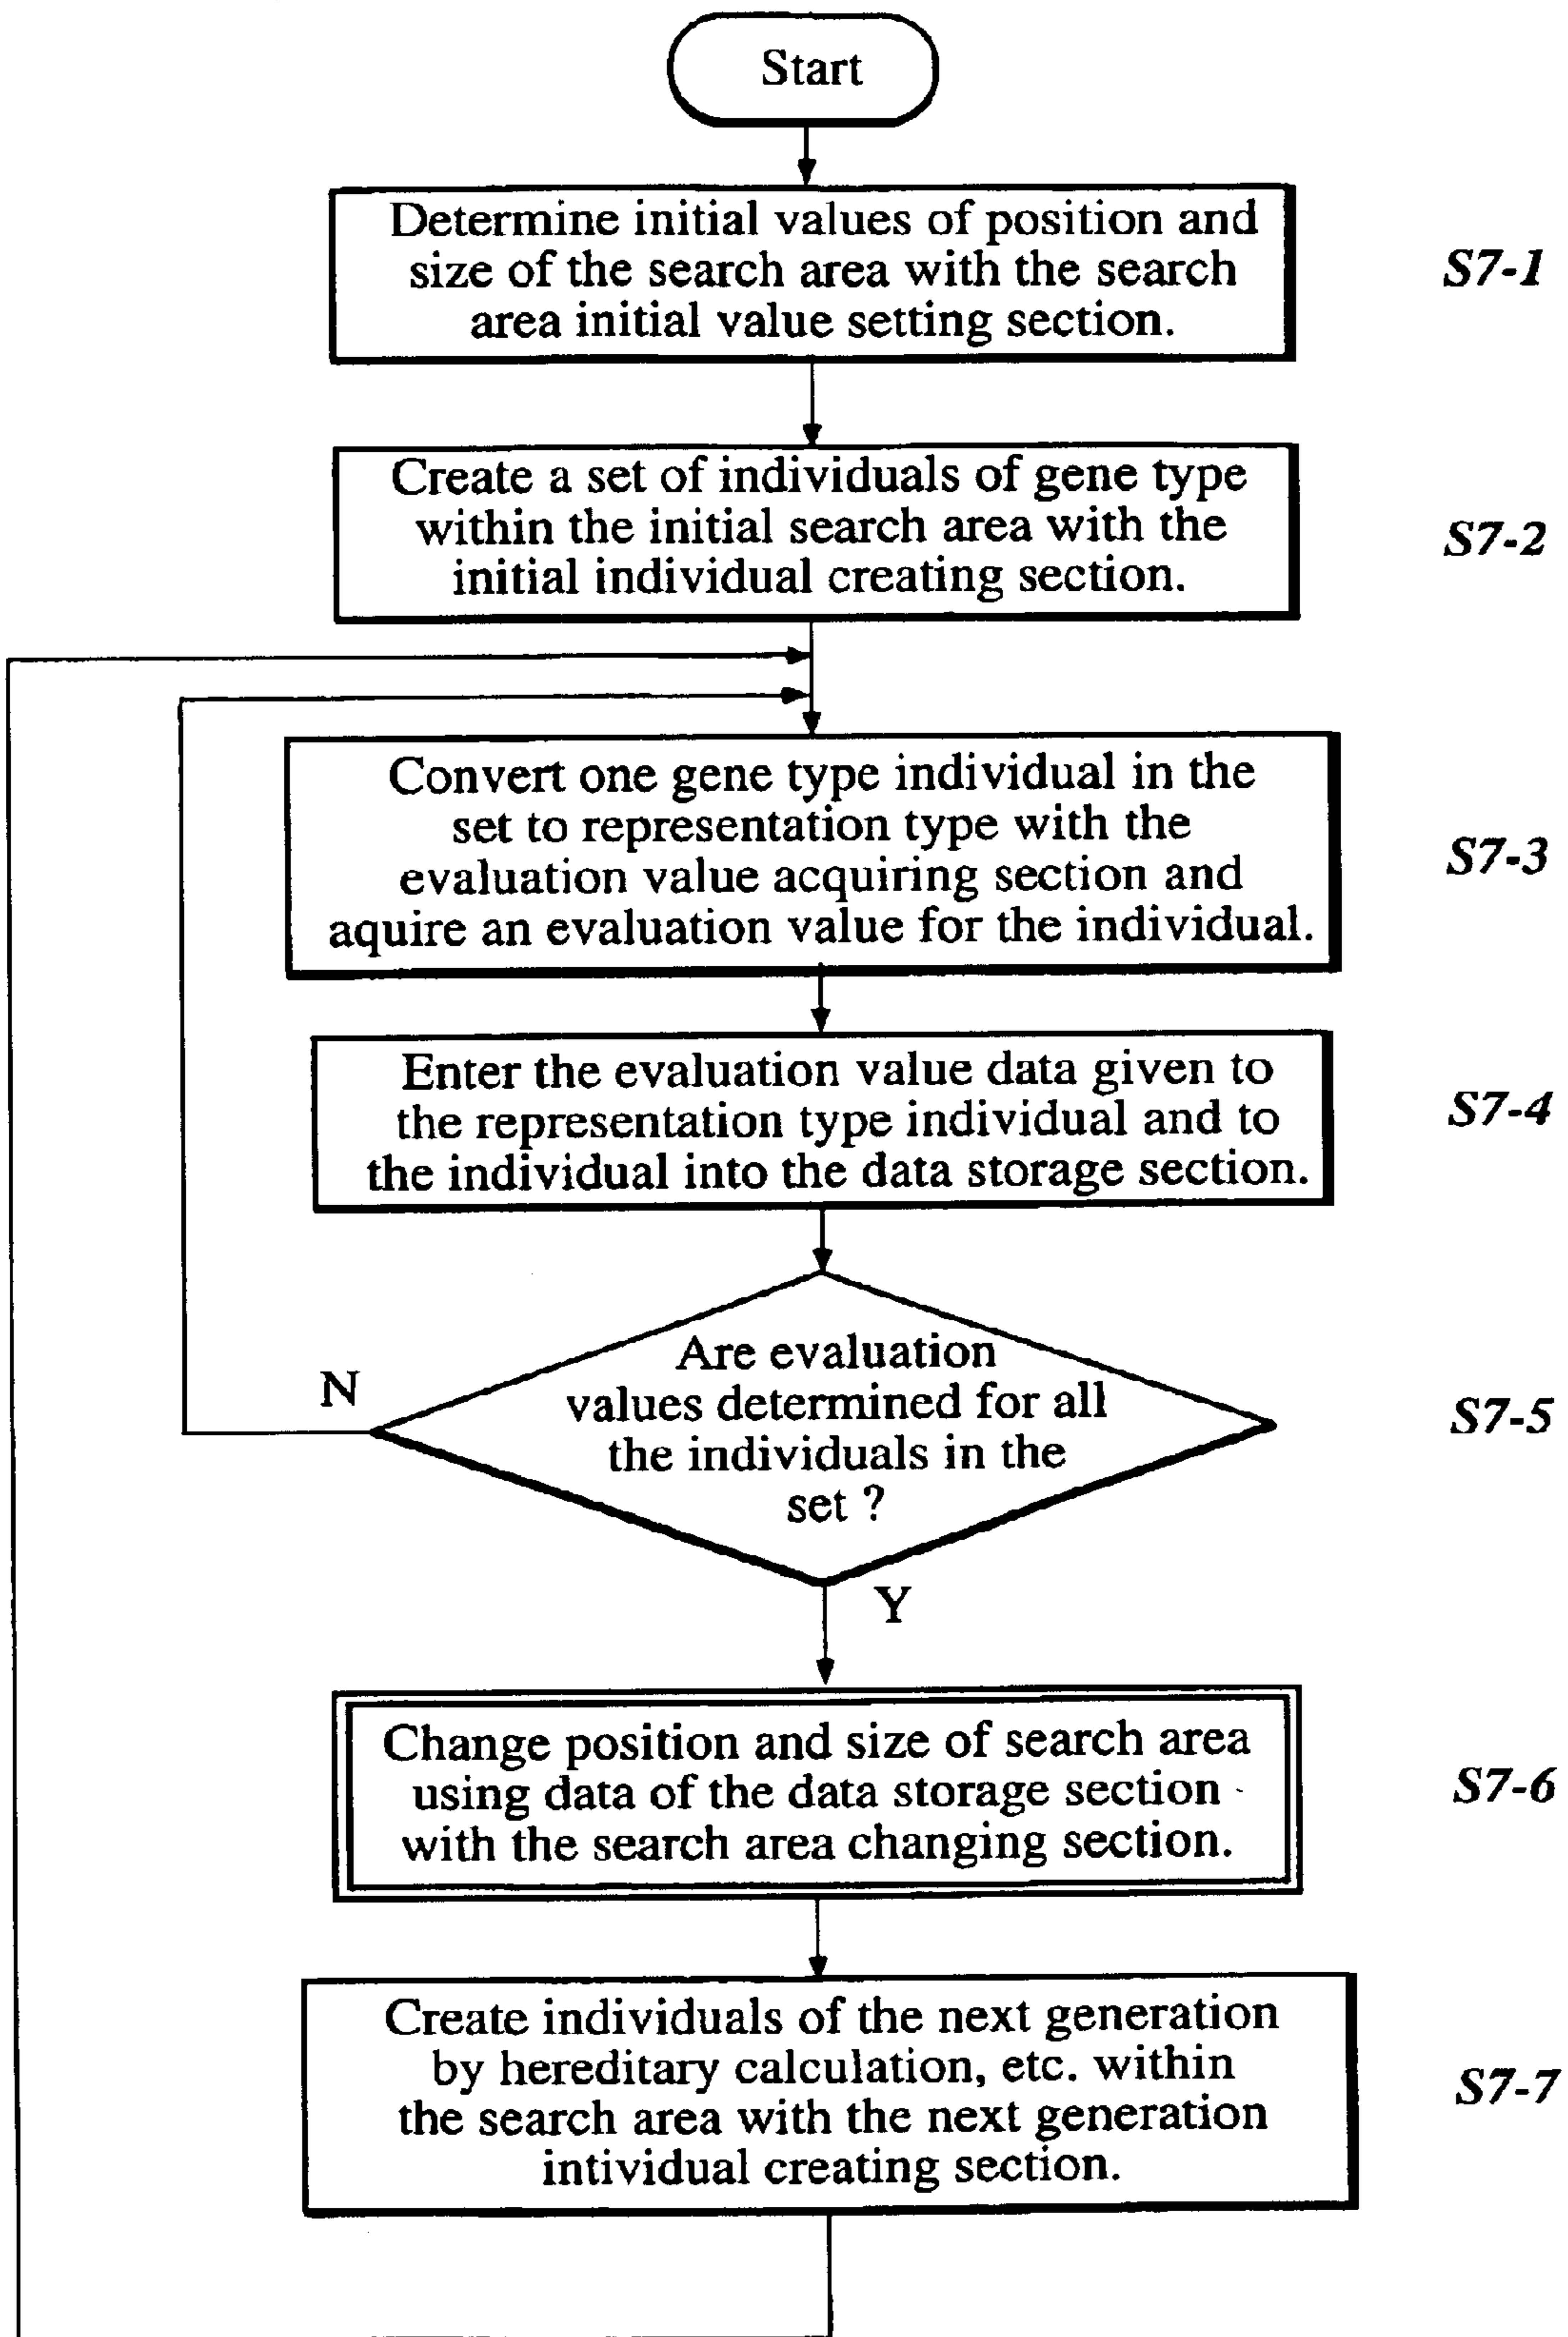 Start
Determine initial values of position and
size of the search area with the search
area initial value setting section.
S7-1
Create a set of individuals of gene type
within the initial search area with the
initial individual creating section.
S7-2
Convert one gene type individual in the
set to representation type with the
evaluation value acquiring section and
aquire an evaluation value for the individual.
S7-3
Enter the evaluation value data given to
the representation type individual and to
the individual into the data storage section.
S7-4
Are evaluation
values determined for all
the individuals in the
set ?
N
S7-5
Y
Change position and size of search area
using data of the data storage section
with the search area changing section.
S7-6
Create individuals of the next generation
by hereditary calculation, etc. within
the search area with the next generation
intividual creating section.
S7-7